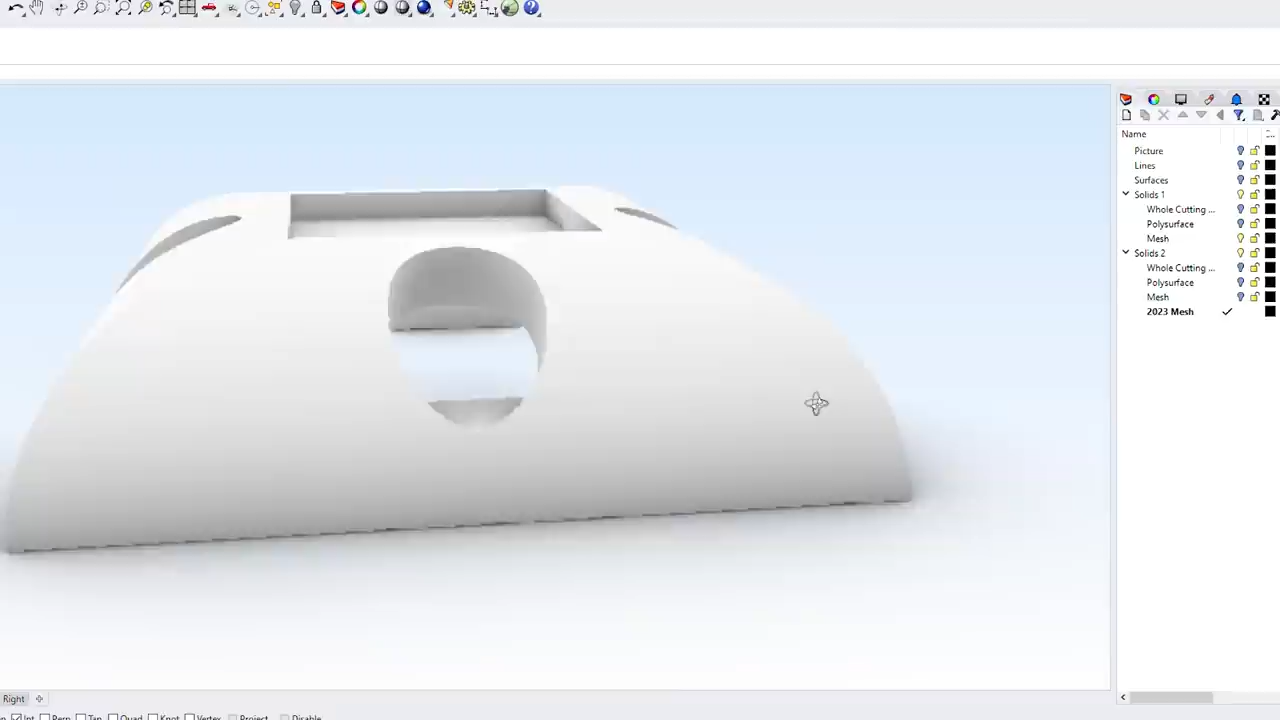 Name
Picture
Lines
Surfaces
Solids 1
Whole Cutting ...
Polysurface
Mesh
Solids 2
Whole Cutting ...
Polysurface
Mesh
2023 Mesh
Right
Int Perp Tan Quad Knot Vertex Project Disable